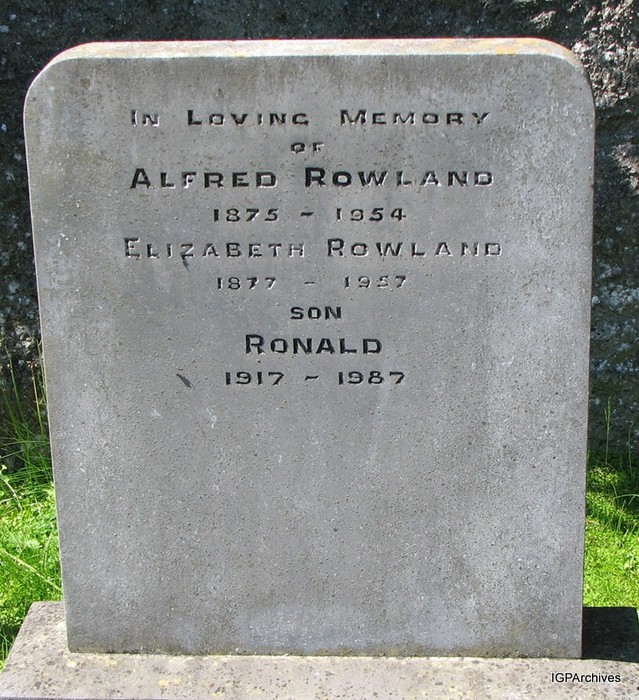 In Loving Memory
of
Alfred Rowland
1875 - 1954
Elizabeth Rowland
1877 - 1957
SON
RONALD
1917 - 1987
IGPArchives